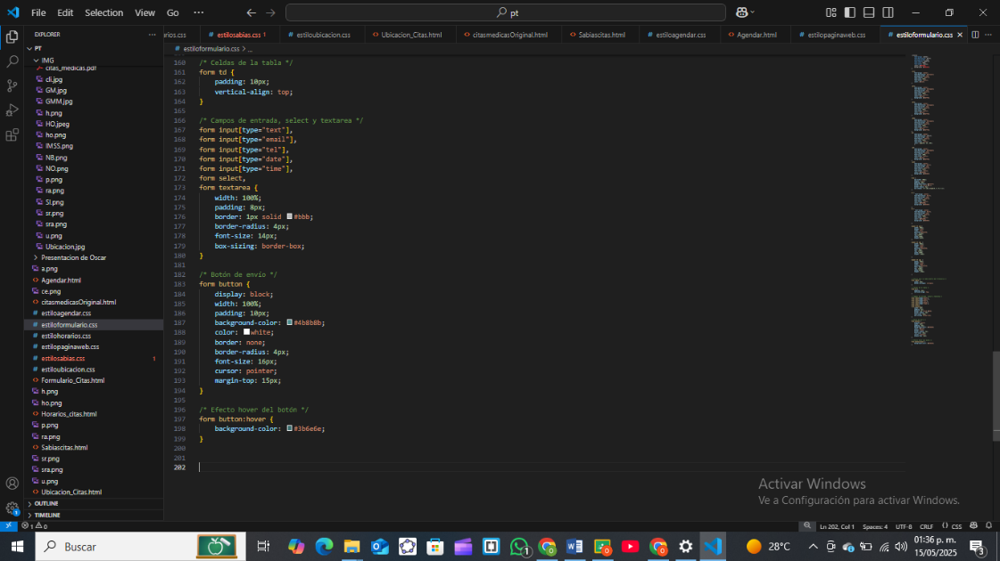 File Edit Selection View Go ··· pt
EXPLORER ···
rios.css estilosabias.css 1 estiloubicacion.css Ubicacion_Citas.html citasmedicasOriginal.html Sabiascitas.html estiloagendar.css Agendar.html estilopaginaweb.css estiloformulario.css
estiloformulario.css > ...
PT
IMG
citas_medicas.pdf
cli.jpg
GM.jpg
GMM.jpg
h.png
HO.jpeg
ho.png
IMSS.png
NB.png
NO.png
p.png
ra.png
SI.png
sr.png
sra.png
u.png
Ubicacion.jpg
Presentacion de Oscar
a.png
Agendar.html
ce.png
citasmedicasOriginal.html
estiloagendar.css
estiloformulario.css
estilohorarios.css
estilopaginaweb.css
estilosabias.css 1
estiloubicacion.css
Formulario_Citas.html
h.png
ho.png
Horarios_citas.html
p.png
ra.png
Sabiascitas.html
sr.png
sra.png
u.png
Ubicacion_Citas.html
OUTLINE
TIMELINE
160 /* Celdas de la tabla */
161 form td {
162 padding: 10px;
163 vertical-align: top;
164 }
165
166 /* Campos de entrada, select y textarea */
167 form input[type="text"],
168 form input[type="email"],
169 form input[type="tel"],
170 form input[type="date"],
171 form input[type="time"],
172 form select,
173 form textarea {
174 width: 100%;
175 padding: 8px;
176 border: 1px solid #bbb;
177 border-radius: 4px;
178 font-size: 14px;
179 box-sizing: border-box;
180 }
181
182 /* Botón de envío */
183 form button {
184 display: block;
185 width: 100%;
186 padding: 10px;
187 background-color: #4b8b8b;
188 color: white;
189 border: none;
190 border-radius: 4px;
191 font-size: 16px;
192 cursor: pointer;
193 margin-top: 15px;
194 }
195
196 /* Efecto hover del botón */
197 form button:hover {
198 background-color: #3b6e6e;
199 }
200
201
202
Activar Windows
Ve a Configuración para activar Windows.
1 0 Ln 202, Col 1 Spaces: 4 UTF-8 CRLF {} CSS
Buscar
28°C
01:36 p. m.
15/05/2025